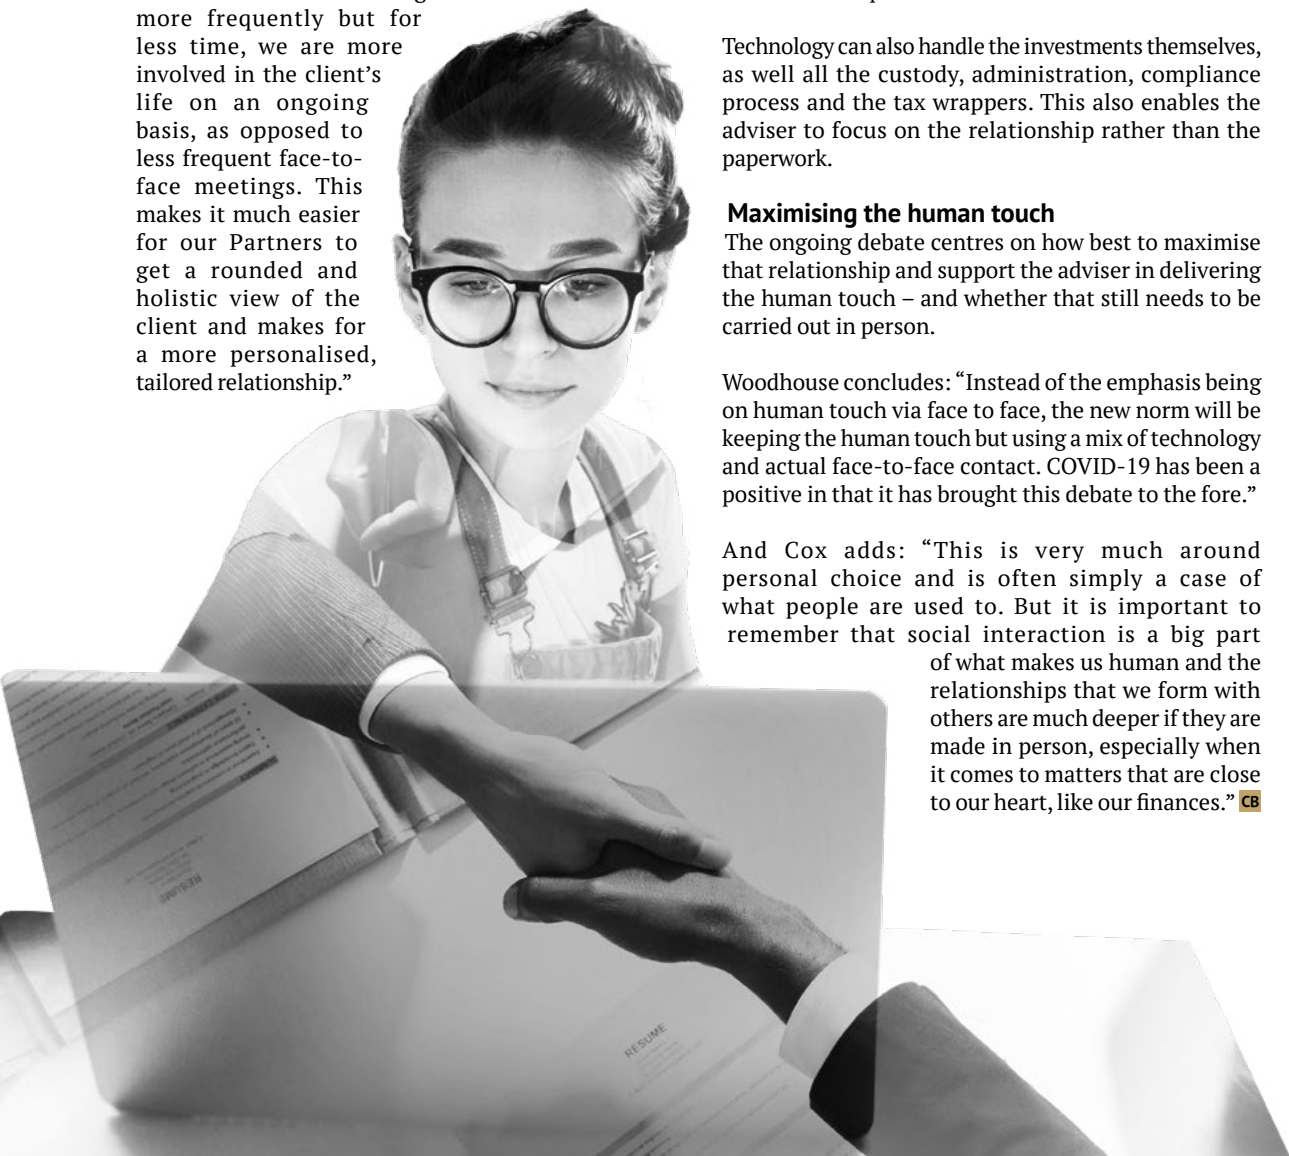 more frequently but for
less time, we are more
involved in the client’s
life on an ongoing
basis, as opposed to
less frequent face-to-
face meetings. This
makes it much easier
for our Partners to
get a rounded and
holistic view of the
client and makes for
a more personalised,
tailored relationship.”
Technology can also handle the investments themselves,
as well all the custody, administration, compliance
process and the tax wrappers. This also enables the
adviser to focus on the relationship rather than the
paperwork.
Maximising the human touch
The ongoing debate centres on how best to maximise
that relationship and support the adviser in delivering
the human touch – and whether that still needs to be
carried out in person.
Woodhouse concludes: “Instead of the emphasis being
on human touch via face to face, the new norm will be
keeping the human touch but using a mix of technology
and actual face-to-face contact. COVID-19 has been a
positive in that it has brought this debate to the fore.”
And Cox adds: “This is very much around
personal choice and is often simply a case of
what people are used to. But it is important to
remember that social interaction is a big part
of what makes us human and the
relationships that we form with
others are much deeper if they are
made in person, especially when
it comes to matters that are close
to our heart, like our finances.” CB
SUMMARY
RESUME
RESUME